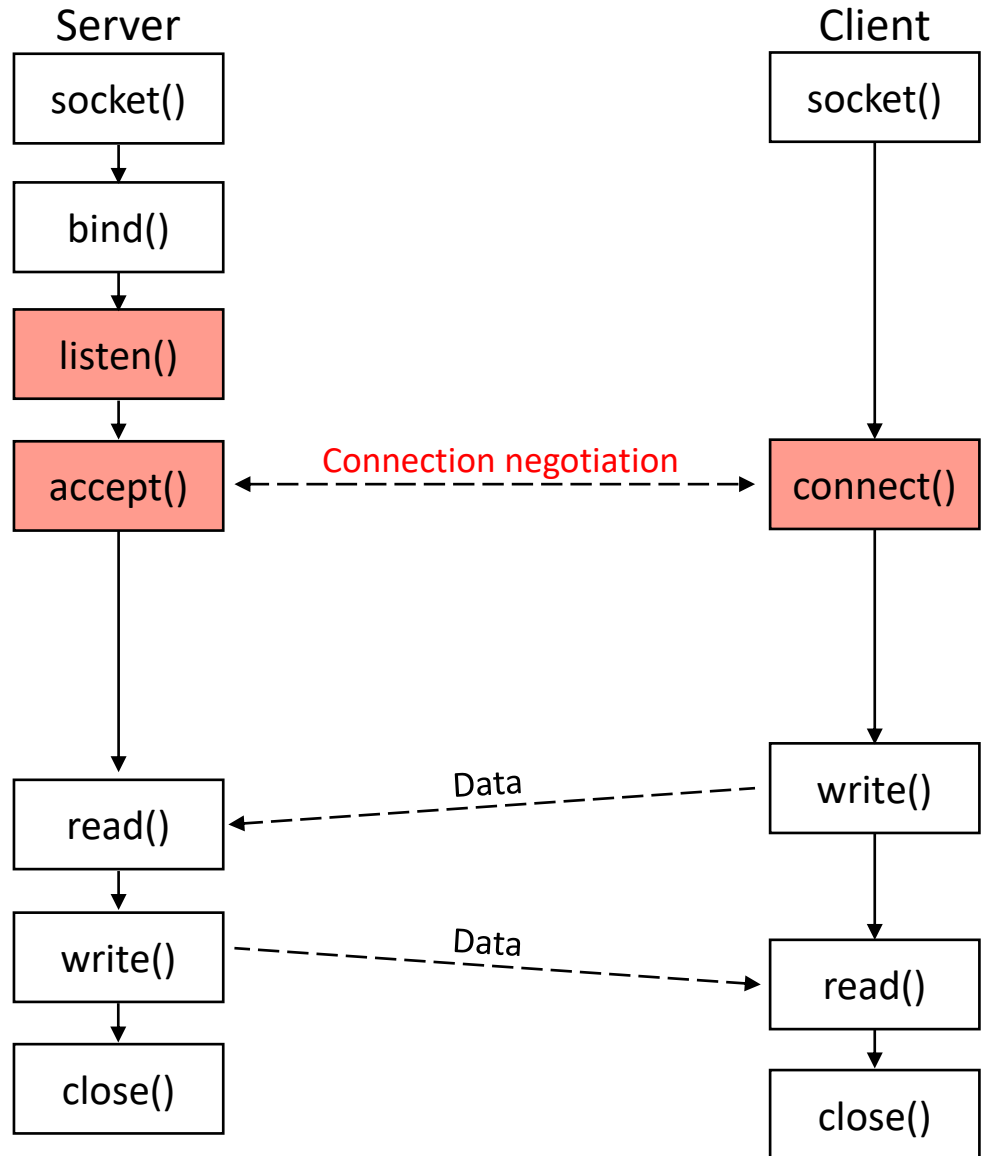 Server
Client
socket()
socket()
bind()
listen()
accept()
Connection negotiation
connect()
read()
Data
write()
write()
Data
read()
close()
close()